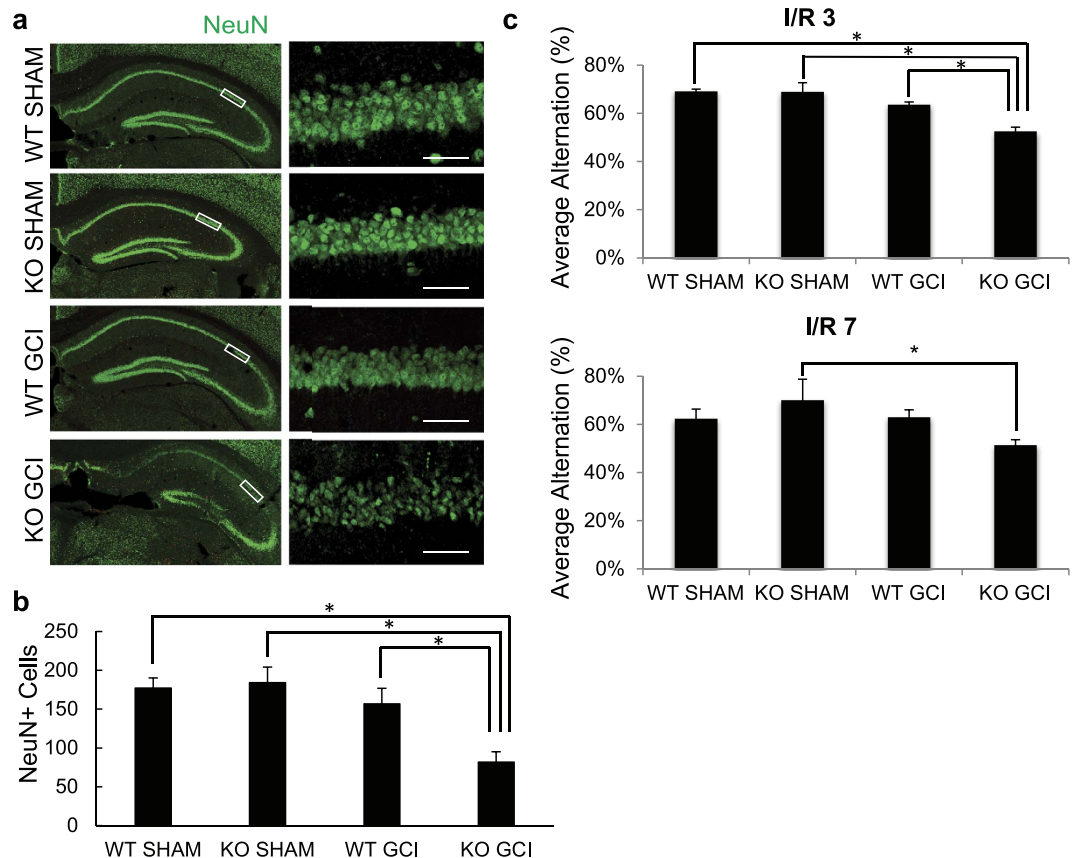 a
NeuN
WT SHAM
KO SHAM
WT GCI
KO GCI
b
NeuN+ Cells
250
200
150
100
50
0
* 
*
*
WT SHAM KO SHAM WT GCI KO GCI
c
I/R 3
Average Alternation (%)
80%
60%
40%
20%
0%
*
*
*
WT SHAM KO SHAM WT GCI KO GCI
I/R 7
Average Alternation (%)
80%
60%
40%
20%
0%
*
WT SHAM KO SHAM WT GCI KO GCI